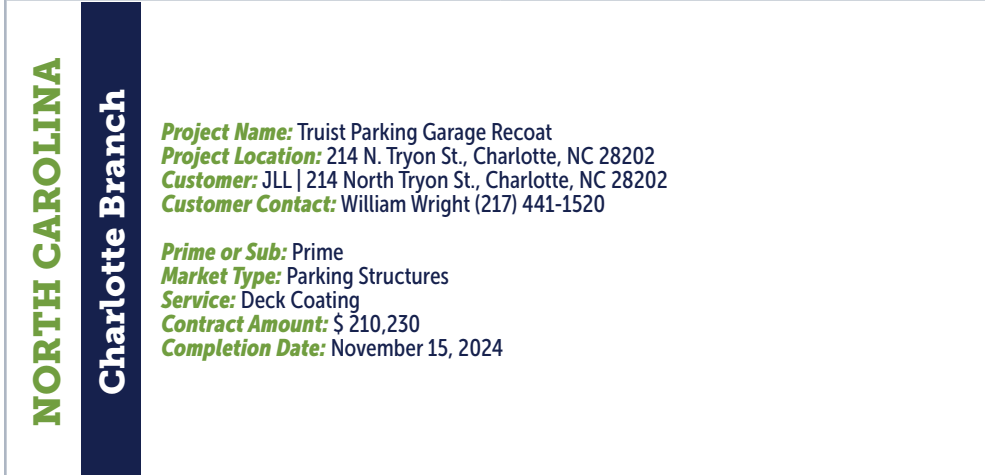 NORTH CAROLINA
Charlotte Branch
Project Name: Truist Parking Garage Recoat
Project Location: 214 N. Tryon St., Charlotte, NC 28202
Customer: JLL | 214 North Tryon St., Charlotte, NC 28202
Customer Contact: William Wright (217) 441-1520
Prime or Sub: Prime
Market Type: Parking Structures
Service: Deck Coating
Contract Amount: $ 210,230
Completion Date: November 15, 2024